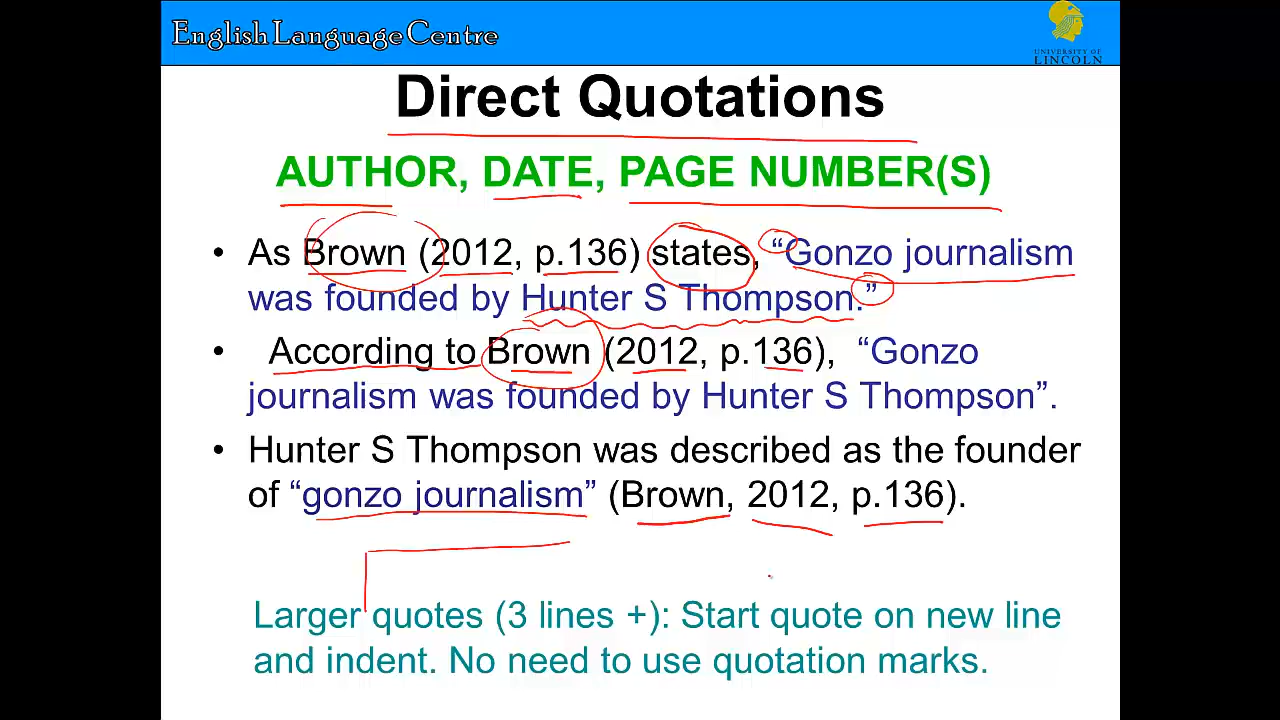 English Language Centre
UNIVERSITY OF
LINCOLN
Direct Quotations
AUTHOR, DATE, PAGE NUMBER(S)
• As Brown (2012, p.136) states, “Gonzo journalism
was founded by Hunter S Thompson.”
• According to Brown (2012, p.136), “Gonzo
journalism was founded by Hunter S Thompson”.
• Hunter S Thompson was described as the founder
of “gonzo journalism” (Brown, 2012, p.136).
Larger quotes (3 lines +): Start quote on new line
and indent. No need to use quotation marks.